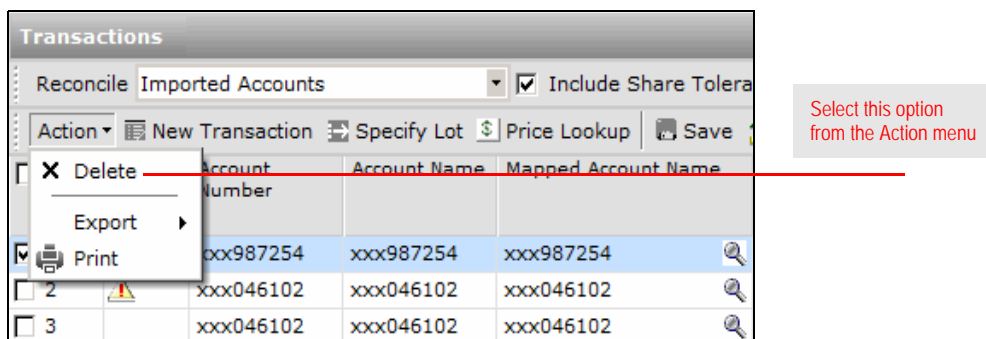 Transactions
Reconcile Imported Accounts Include Share Tolera
Action New Transaction Specify Lot Price Lookup Save
Select this option
from the Action menu
Delete
Export
Print
Account Account Name Mapped Account Name
Number
xxx987254 xxx987254 xxx987254
2 xxx046102 xxx046102 xxx046102
3 xxx046102 xxx046102 xxx046102